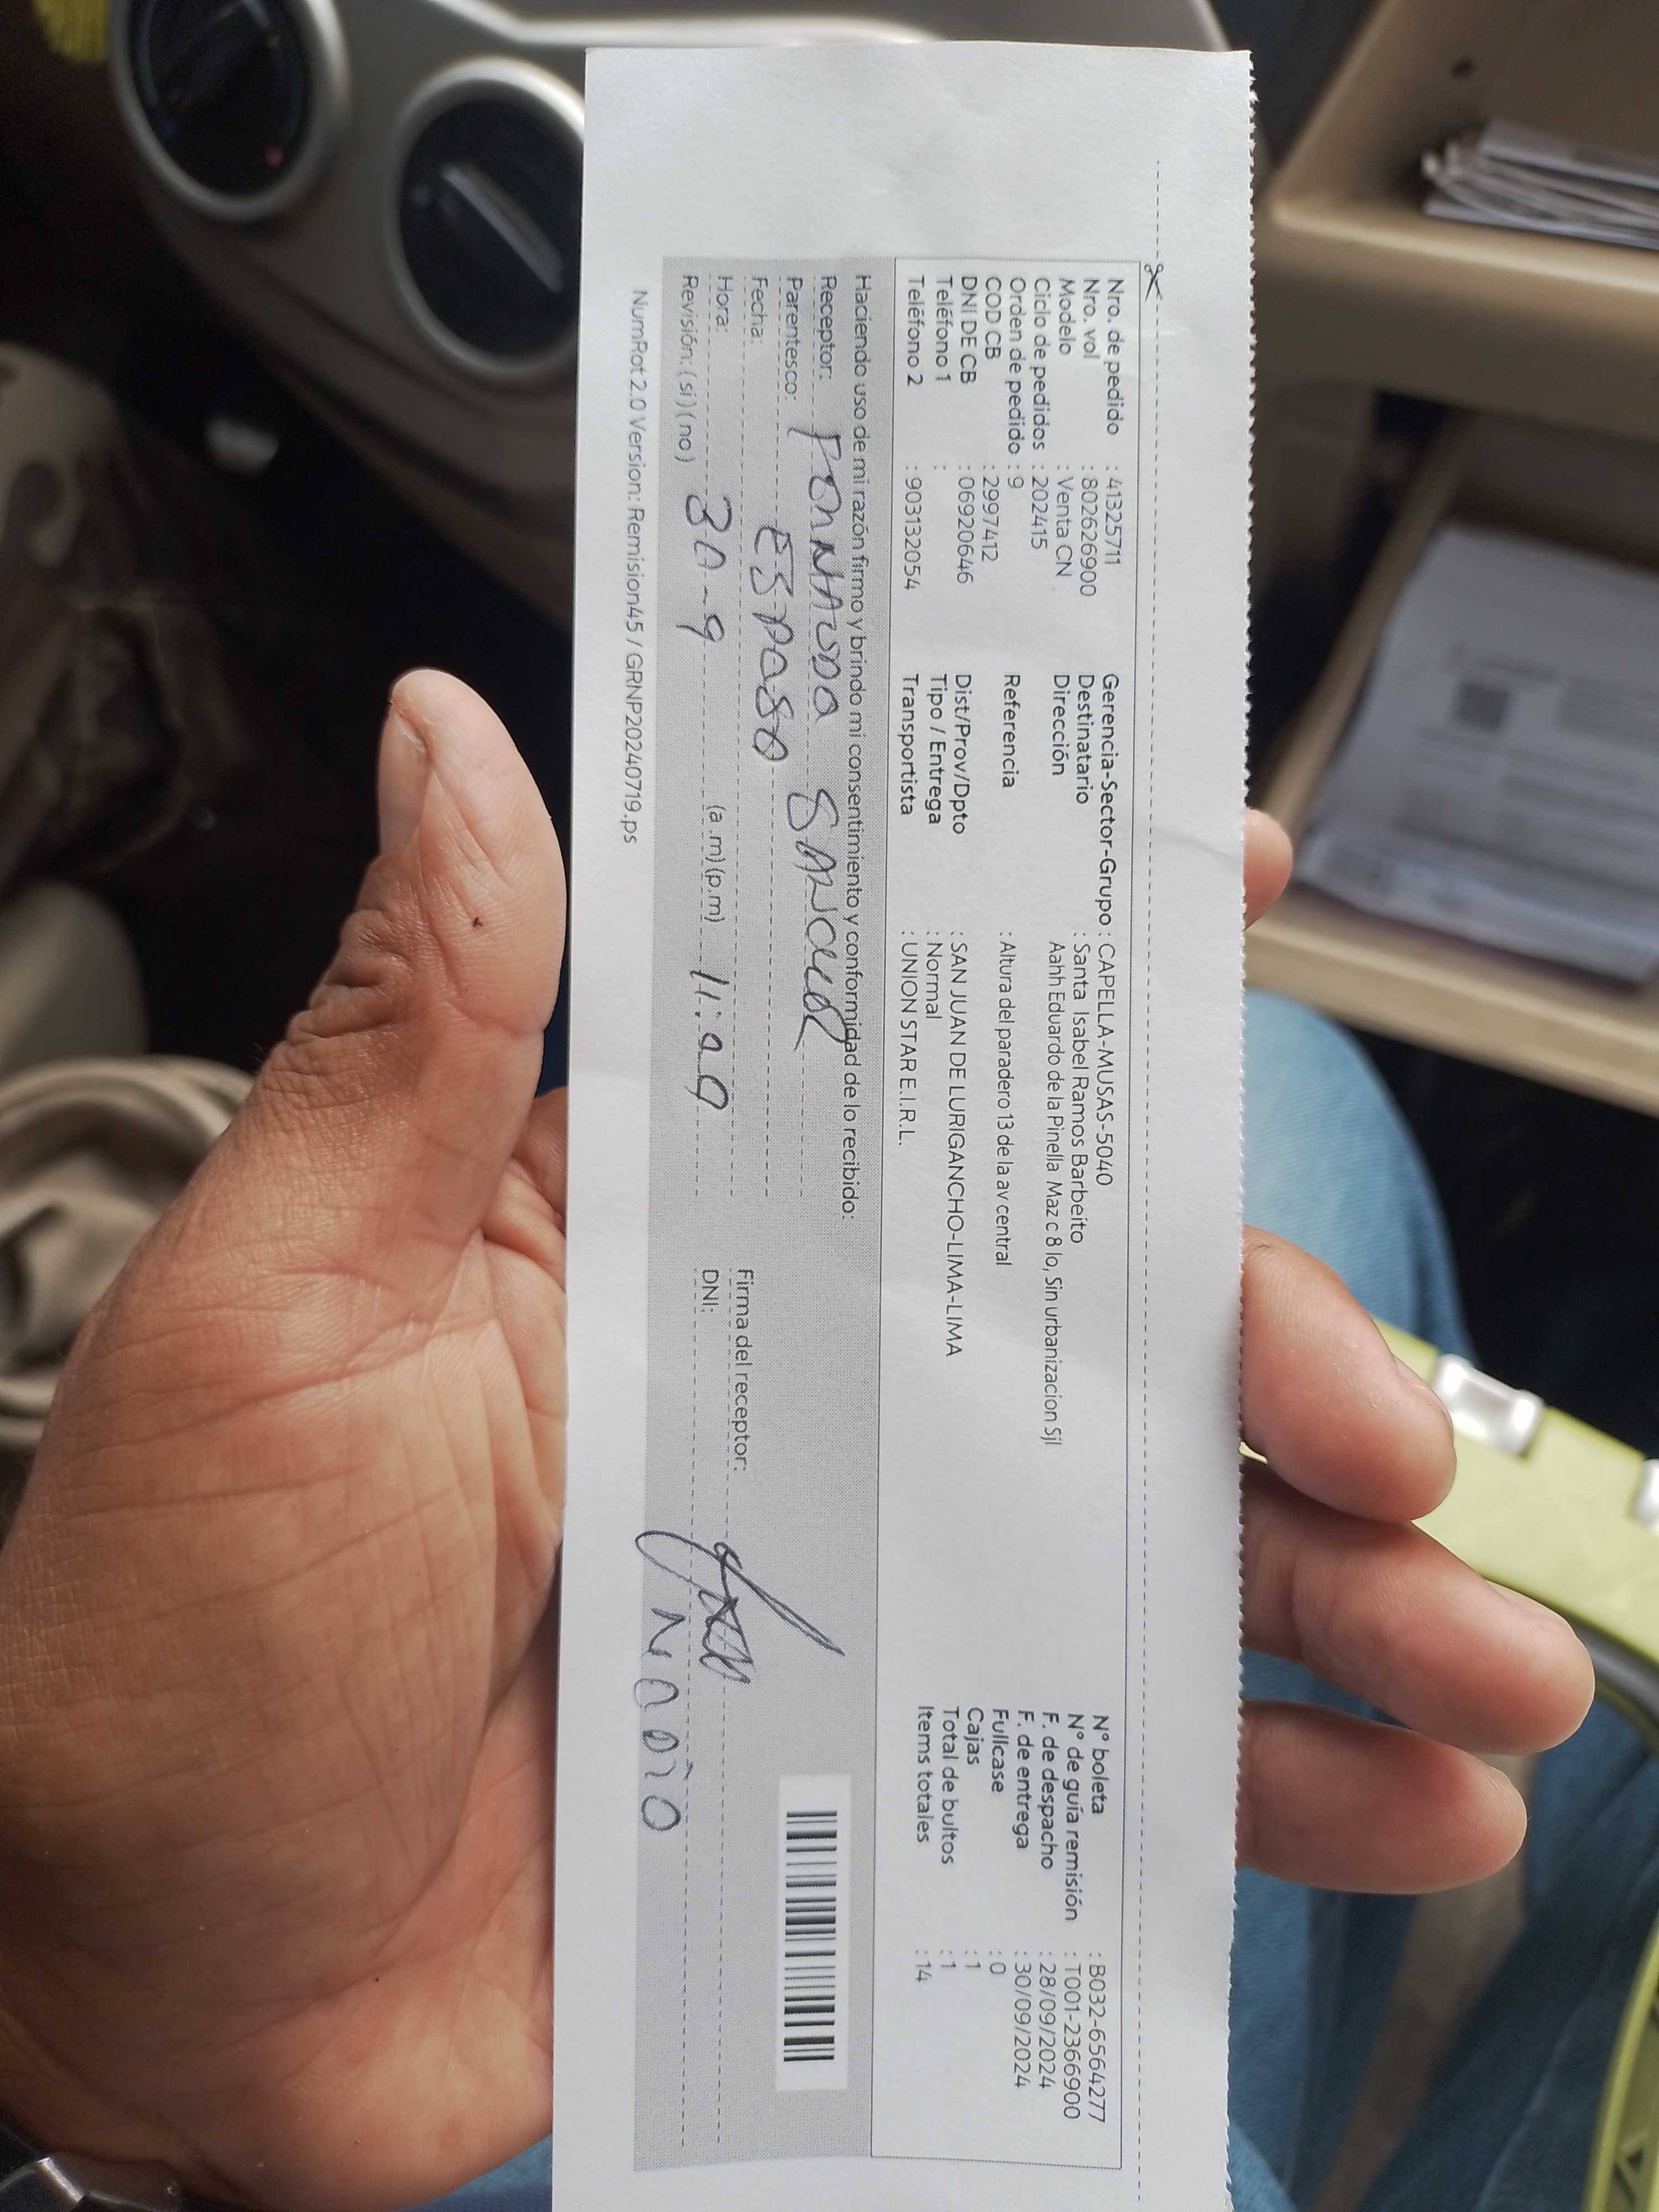 Nro. de pedido : 41325711
Nro. vol : 802626900
Modelo : Venta CN
Ciclo de pedidos : 202415
Orden de pedido : 9
COD CB : 2997412
DNI DE CB : 06920646
Teléfono 1 :
Teléfono 2 : 903132054
Gerencia-Sector-Grupo : CAPELLA-MUSAS-5040
Destinatario : Santa Isabel Ramos Barbeito
Dirección Aahh Eduardo de la Pinella Maz c 8 lo, Sin urbanizacion Sjl
Referencia : Altura del paradero 13 de la av central
Dist/Prov/Dpto : SAN JUAN DE LURIGANCHO-LIMA-LIMA
Tipo / Entrega : Normal
Transportista : UNION STAR E.I.R.L.
N° boleta : B032-6564277
N° de guía remisión : T001-2366900
F. de despacho : 28/09/2024
F. de entrega : 30/09/2024
Fullcase : 0
Cajas : 1
Total de bultos : 1
Items totales : 14
Haciendo uso de mi razón firmo y brindo mi consentimiento y conformidad de lo recibido:
Receptor:
Parentesco: ESPOSO
Fecha:
Hora: 30-9 (a.m)(p.m)
Revisión: (si)(no)
Firma del receptor:
DNI:
NumRot 2.0 Version: Remision45 / GRNP20240719.ps